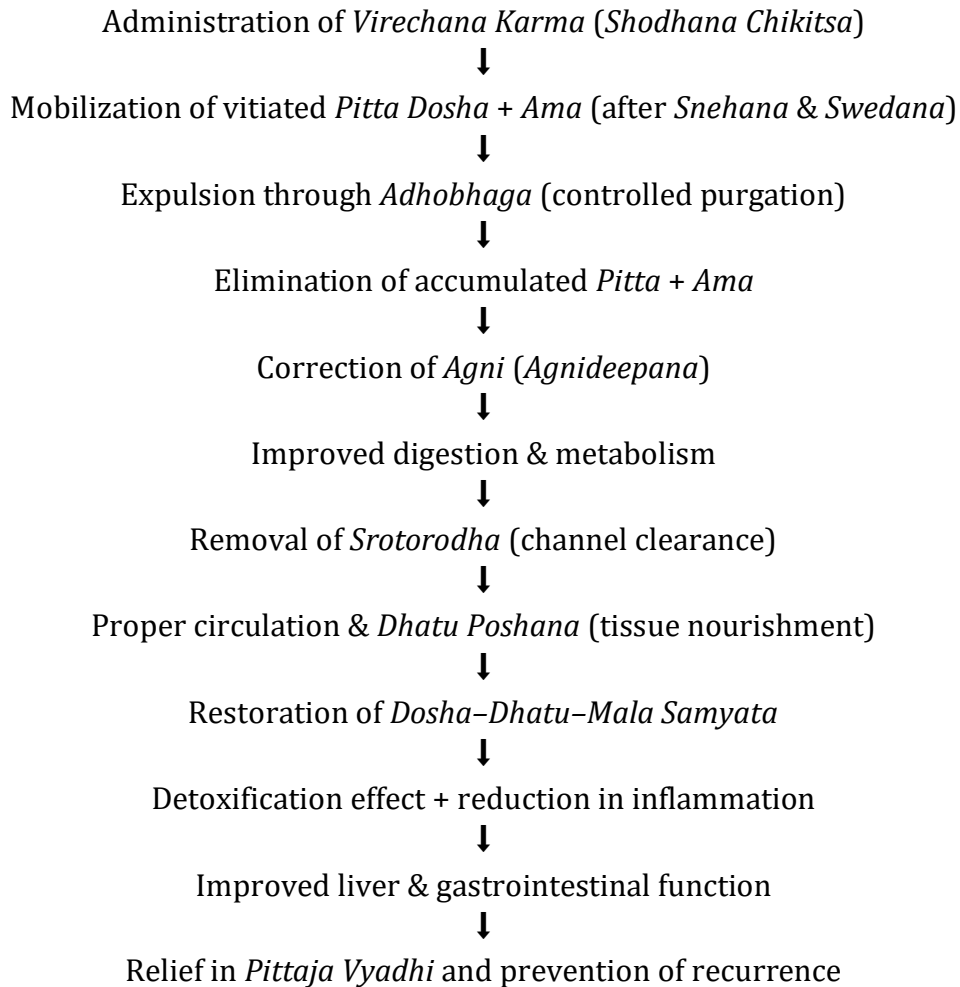 Administration of Virechana Karma (Shodhana Chikitsa)
Mobilization of vitiated Pitta Dosha + Ama (after Snehana & Swedana)
Expulsion through Adhobhaga (controlled purgation)
Elimination of accumulated Pitta + Ama
Correction of Agni (Agnideepana)
Improved digestion & metabolism
Removal of Srotorodha (channel clearance)
Proper circulation & Dhatu Poshana (tissue nourishment)
Restoration of Dosha–Dhatu–Mala Samyata
Detoxification effect + reduction in inflammation
Improved liver & gastrointestinal function
Relief in Pittaja Vyadhi and prevention of recurrence